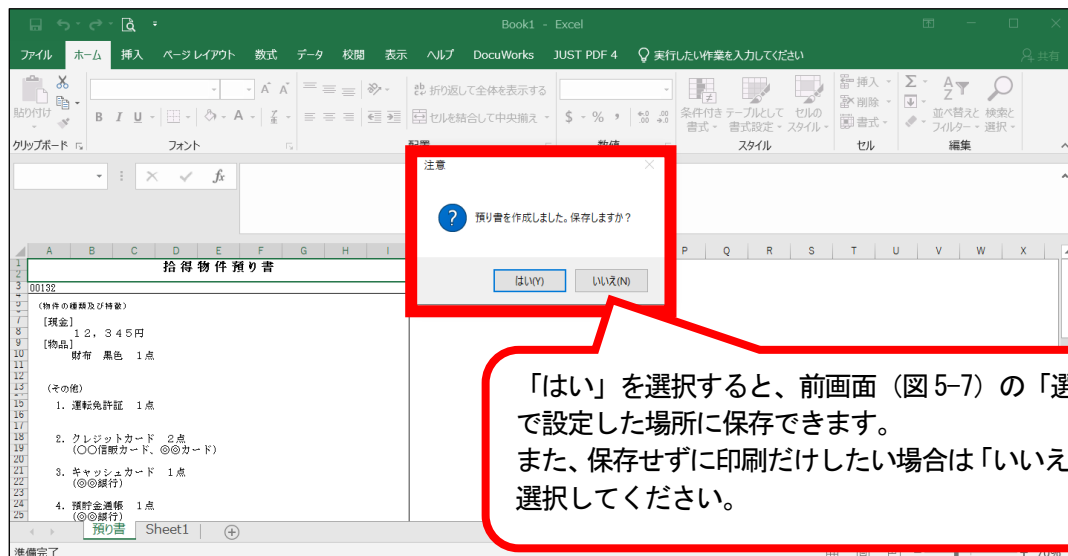 Book1 - Excel
ファイル ホーム 挿入 ページ レイアウト 数式 データ 校閲 表示 ヘルプ DocuWorks JUST PDF 4 実行したい作業を入力してください 共有
貼り付け
B I U A
折り返して全体を表示する
セルを結合して中央揃え
$ - % ,
条件付き書式 テーブルとして書式設定 セルのスタイル
挿入
削除
書式
並べ替えと フィルター 検索と 選択
クリップボード フォント 配置 数値 スタイル セル 編集
fx
注意
預り書を作成しました。保存しますか?
はい(Y) いいえ(N)
A B C D E F G H I P Q R S T U V W X
拾得物件預り書
00132
(物件の種類及び特徴)
[現金]
12,345円
[物品]
財布 黒色 1点
(その他)
1. 運転免許証 1点
2. クレジットカード 2点
(〇〇信販カード、◎◎カード)
3. キャッシュカード 1点
(◎◎銀行)
4. 預貯金通帳 1点
(◎◎銀行)
「はい」を選択すると、前画面(図 5-7)の「選
で設定した場所に保存できます。
また、保存せずに印刷だけしたい場合は「いいえ
選択してください。
預り書 Sheet1
準備完了
70%